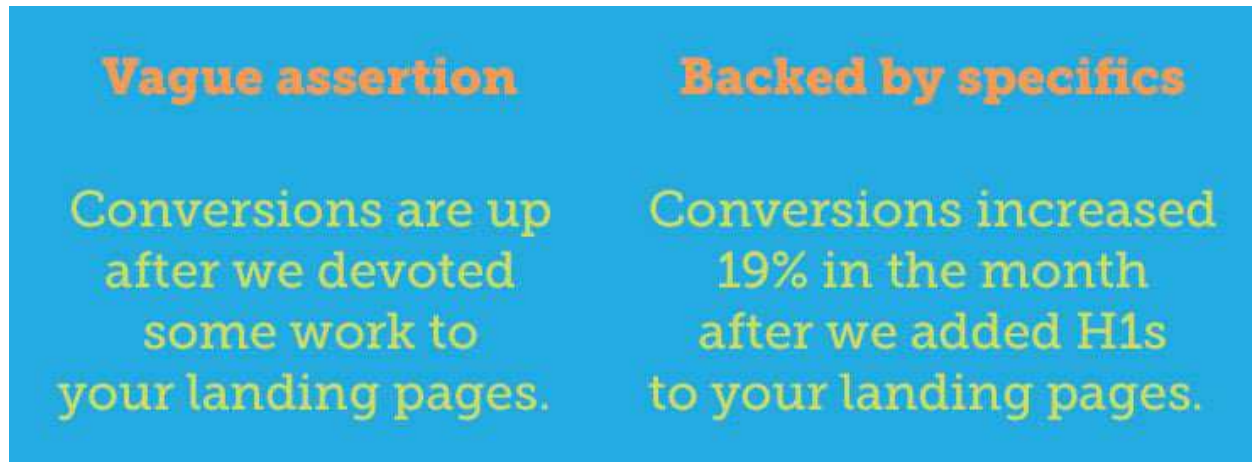 Vague assertion
Conversions are up
after we devoted
some work to
your landing pages.
Backed by specifics
Conversions increased
19% in the month
after we added H1s
to your landing pages.